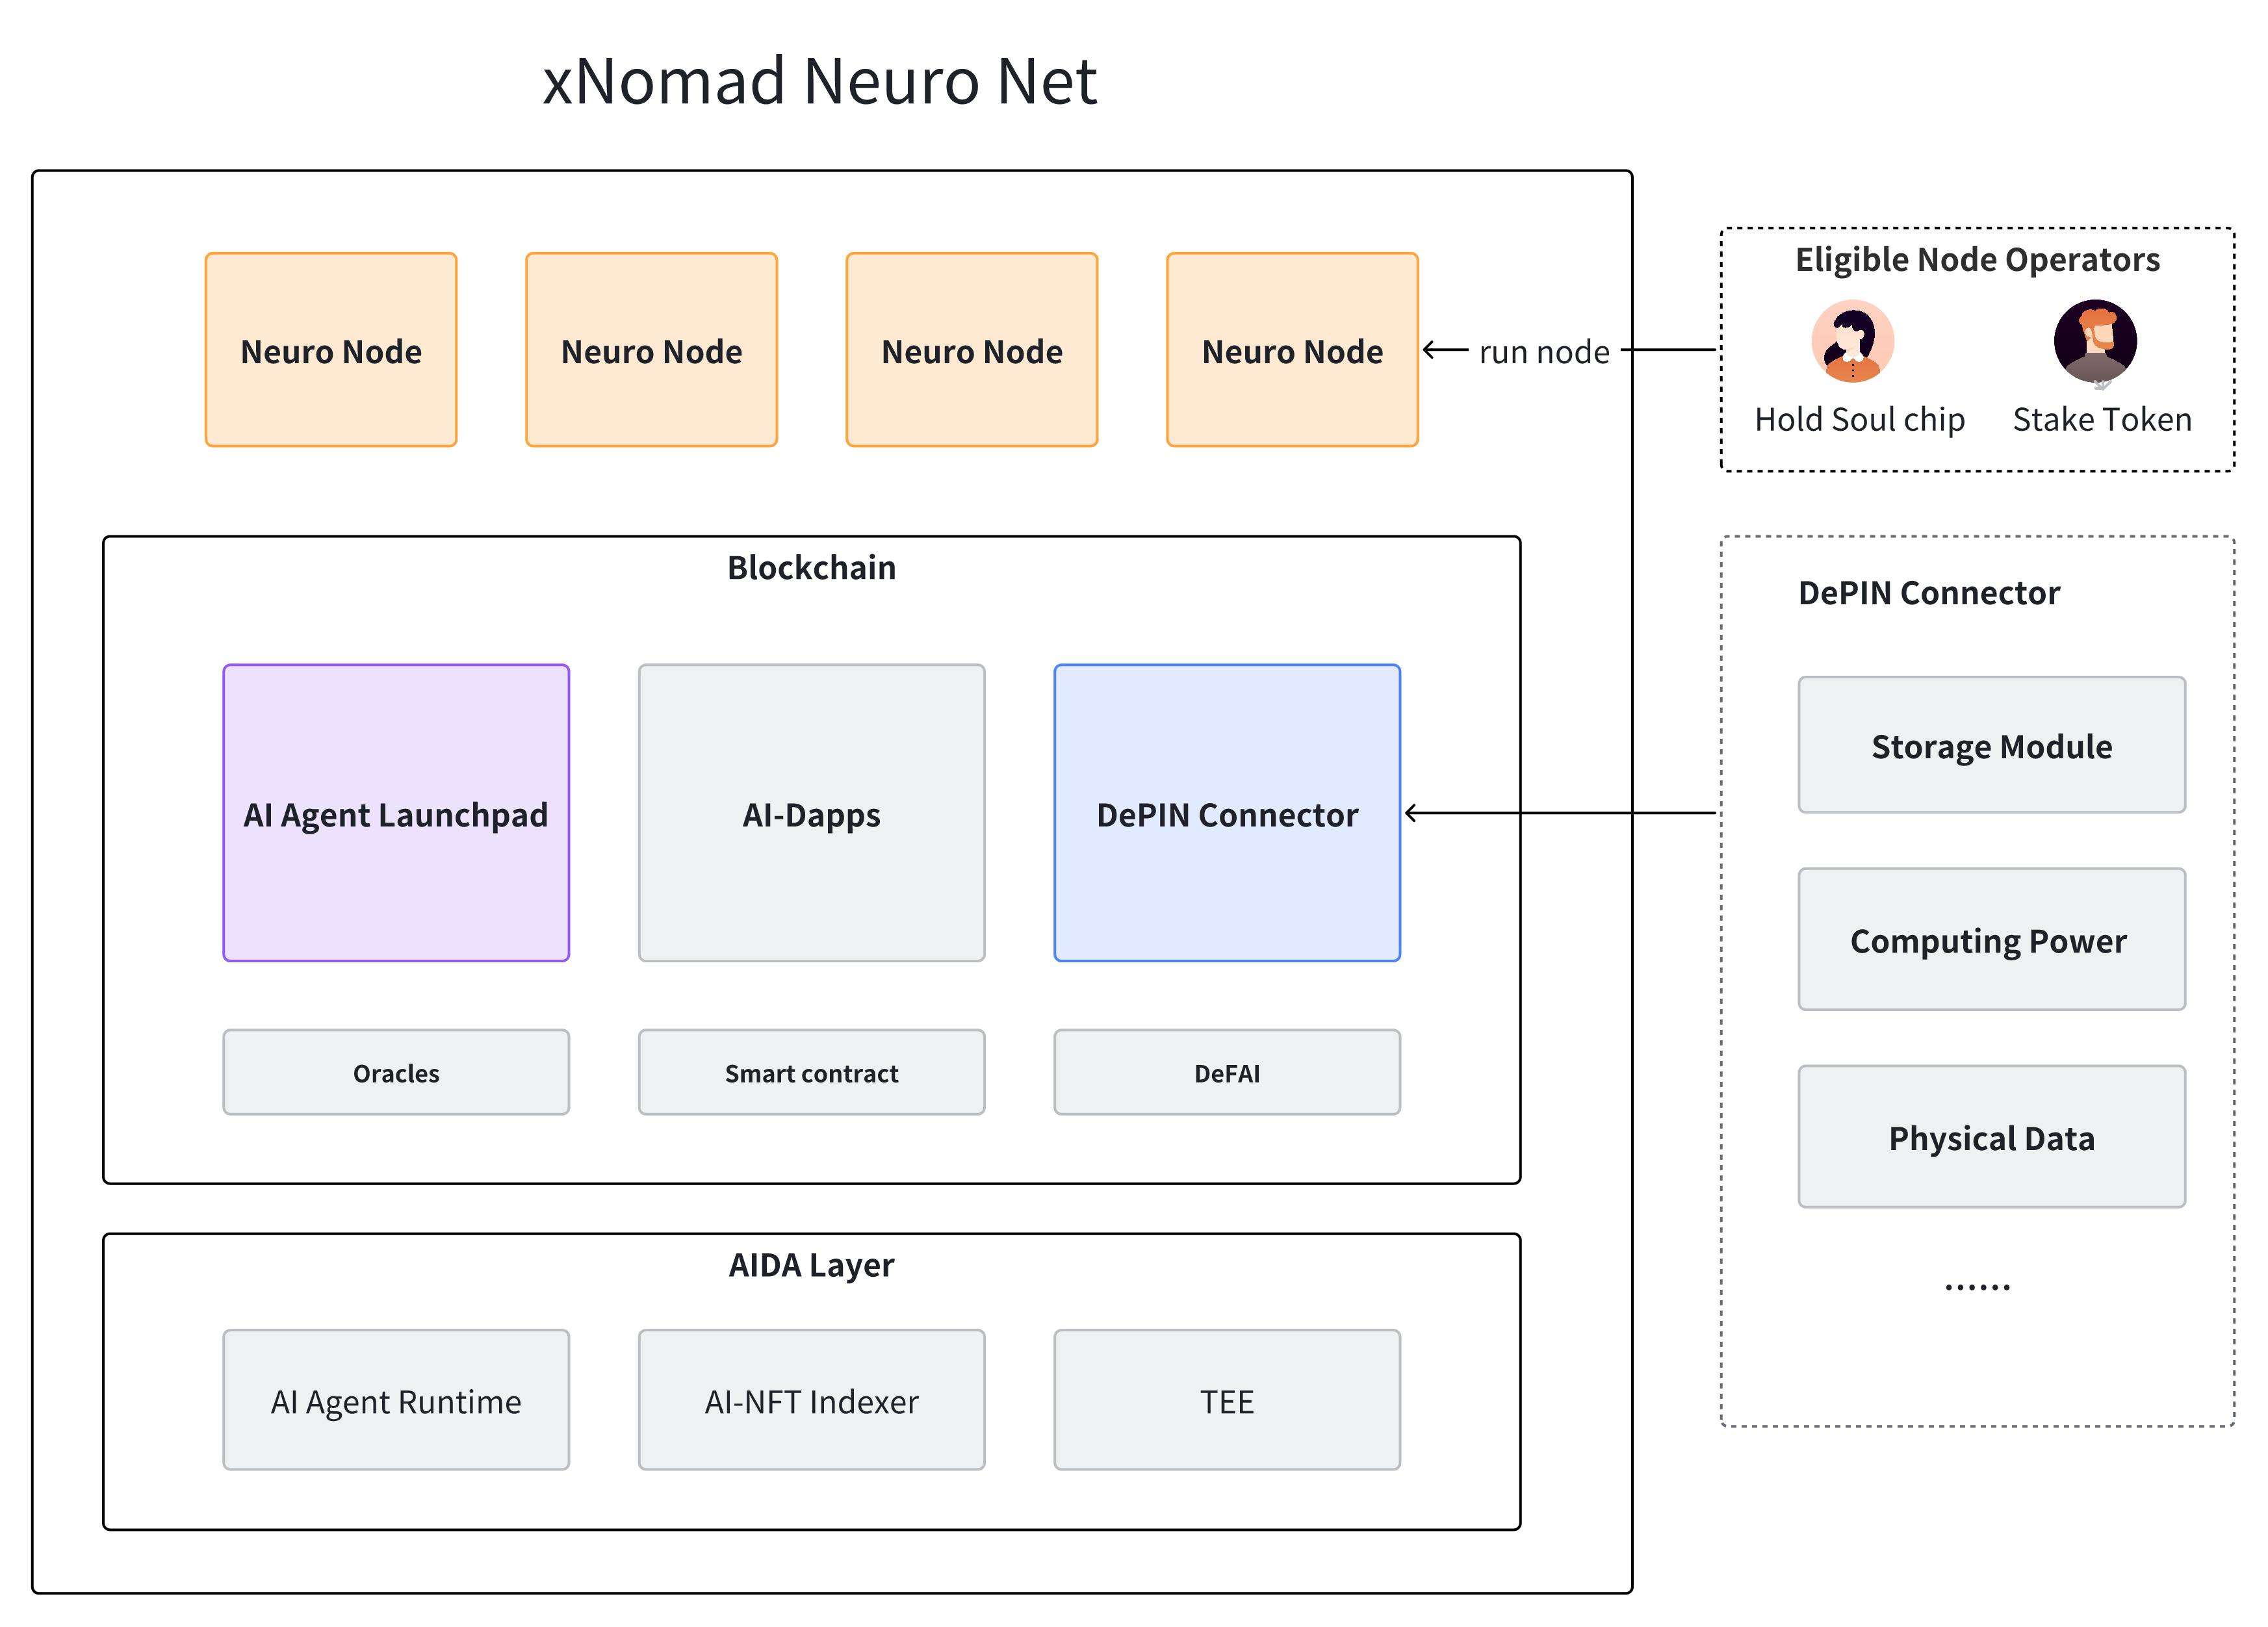 xNomad Neuro Net
Neuro Node
Neuro Node
Neuro Node
Neuro Node
run node
Eligible Node Operators
Hold Soul chip
Stake Token
Blockchain
AI Agent Launchpad
AI-Dapps
DePIN Connector
Oracles
Smart contract
DeFAI
AIDA Layer
AI Agent Runtime
AI-NFT Indexer
TEE
DePIN Connector
Storage Module
Computing Power
Physical Data
......